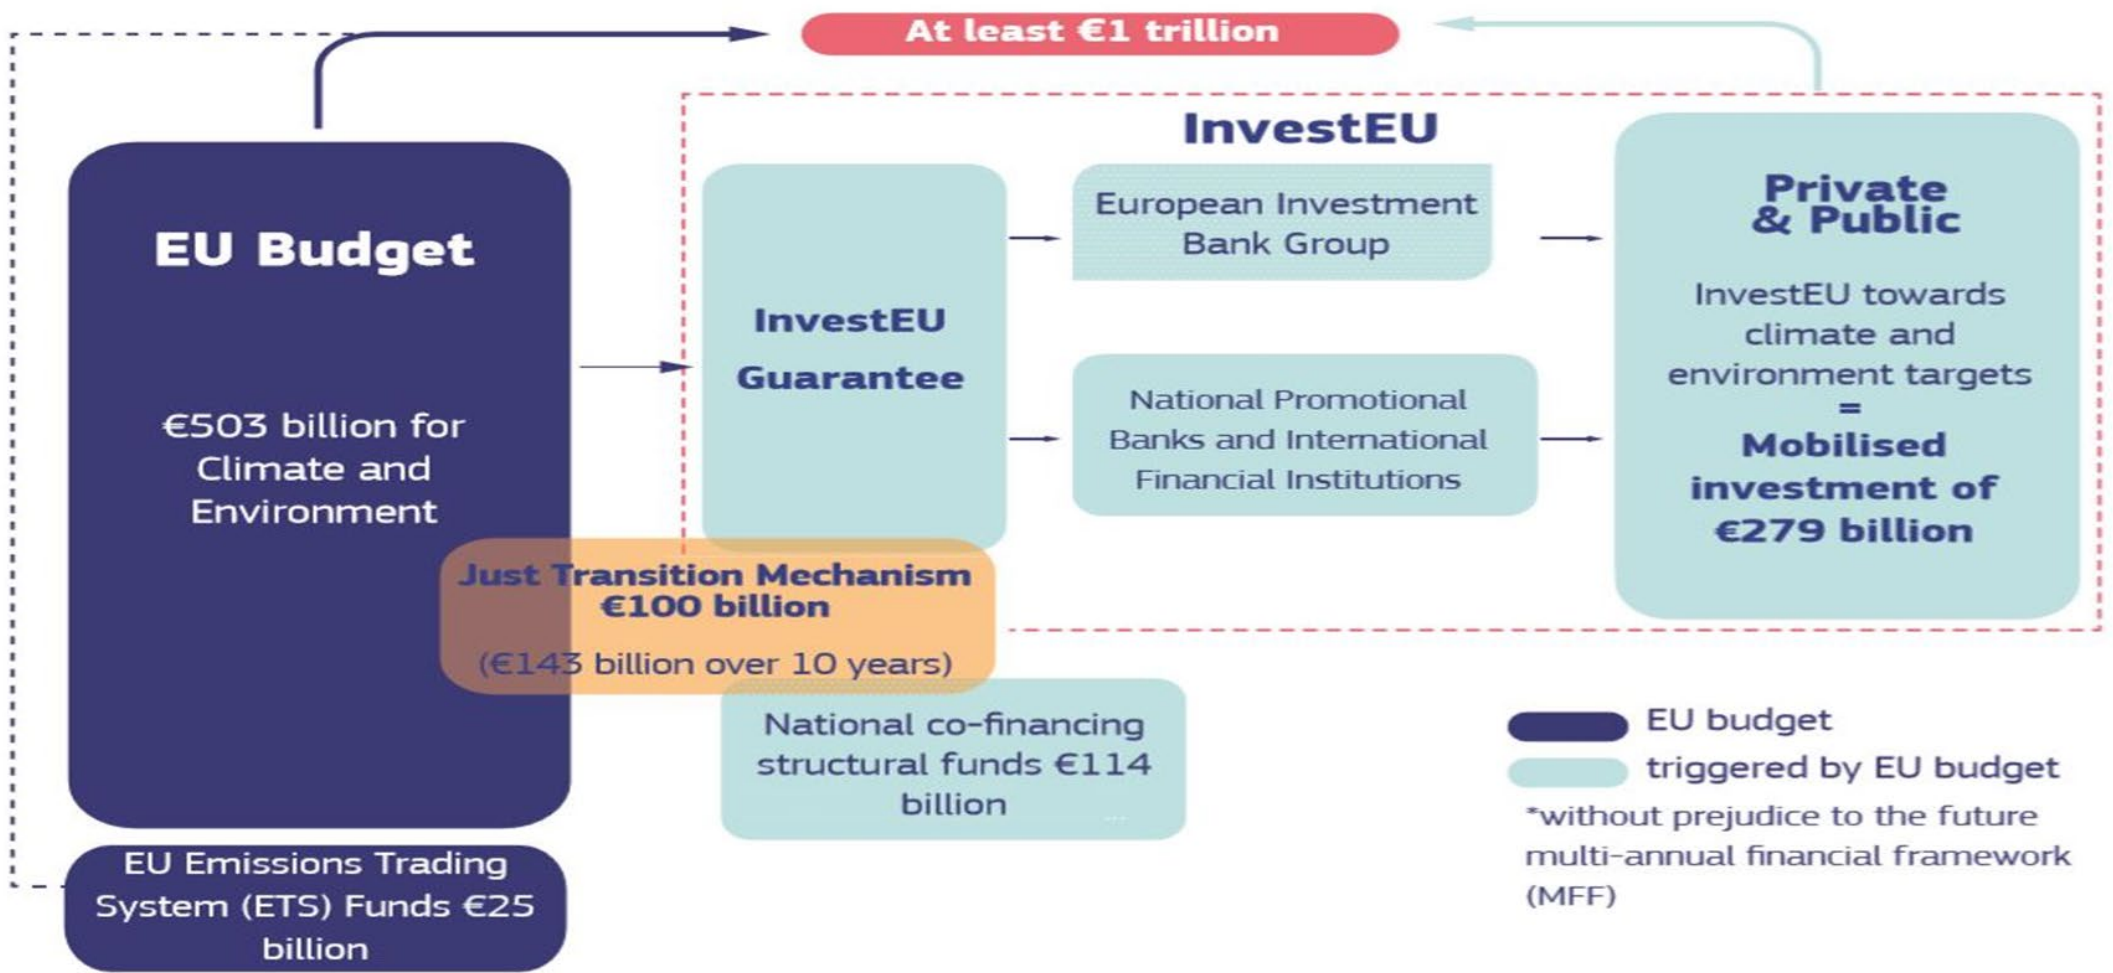 At least €1 trillion
EU Budget
€503 billion for
Climate and
Environment
InvestEU
InvestEU
Guarantee
European Investment
Bank Group
National Promotional
Banks and International
Financial Institutions
Private
& Public
InvestEU towards
climate and
environment targets
=
Mobilised
investment of
€279 billion
Just Transition Mechanism
€100 billion
(€143 billion over 10 years)
National co-financing
structural funds €114
billion
...
EU Emissions Trading
System (ETS) Funds €25
billion
EU budget
triggered by EU budget
*without prejudice to the future
multi-annual financial framework
(MFF)